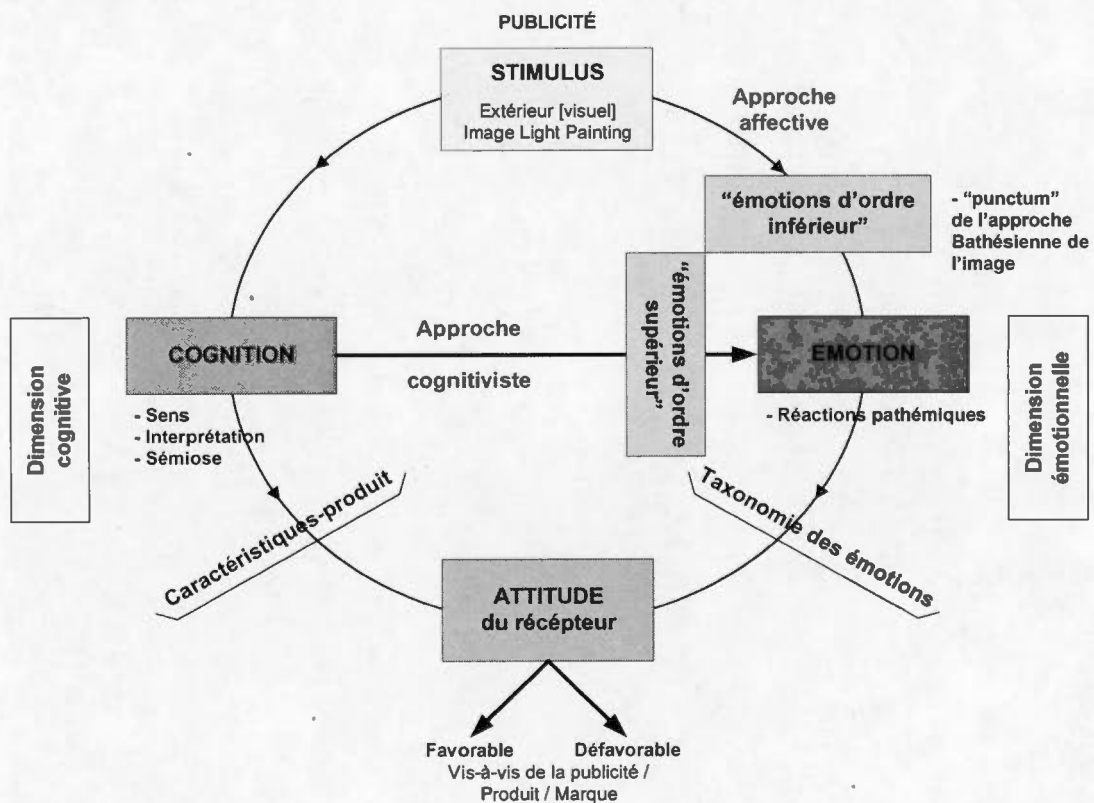 PUBLICITÉ
STIMULUS
Extérieur [visuel]
Image Light Painting
Approche
affective
“émotions d’ordre
inférieur”
- “punctum”
de l’approche
Bathésienne de
l’image
“émotions d’ordre
supérieur”
Dimension
cognitive
COGNITION
Approche
cognitiviste
EMOTION
Dimension
émotionnelle
- Sens
- Interprétation
- Sémiose
- Réactions pathémiques
Caractéristiques-produit
Taxonomie des émotions
ATTITUDE
du récépteur
Favorable
Défavorable
Vis-à-vis de la publicité /
Produit / Marque